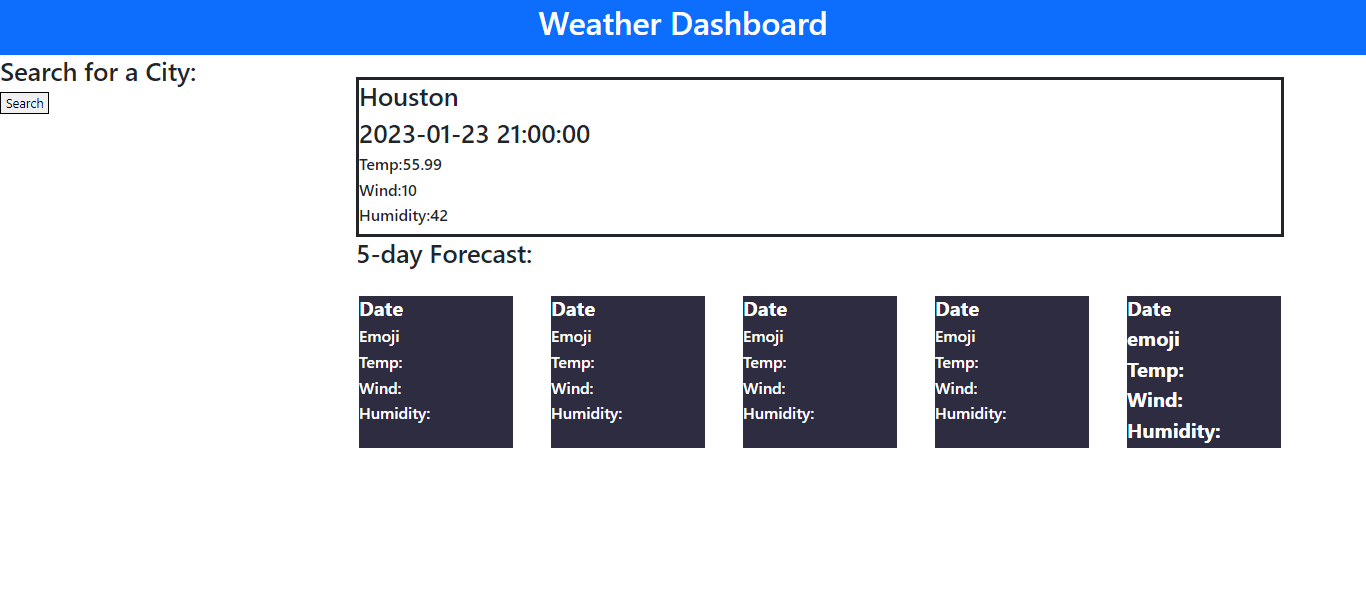 Weather Dashboard
Search for a City:
Search
Houston
2023-01-23 21:00:00
Temp:55.99
Wind:10
Humidity:42
5-day Forecast:
Date
Emoji
Temp:
Wind:
Humidity:
Date
Emoji
Temp:
Wind:
Humidity:
Date
Emoji
Temp:
Wind:
Humidity:
Date
Emoji
Temp:
Wind:
Humidity:
Date
emoji
Temp:
Wind:
Humidity: